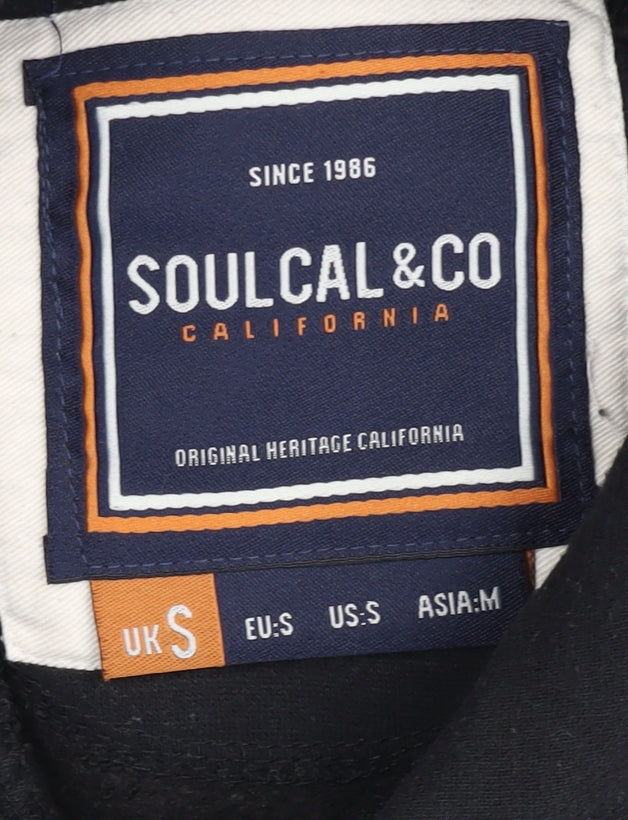 SINCE 1986
SOULCAL &CO
CALIFORNIA
ORIGINAL HERITAGE CALIFORNIA
UK S EU:S US:S ASIA:M